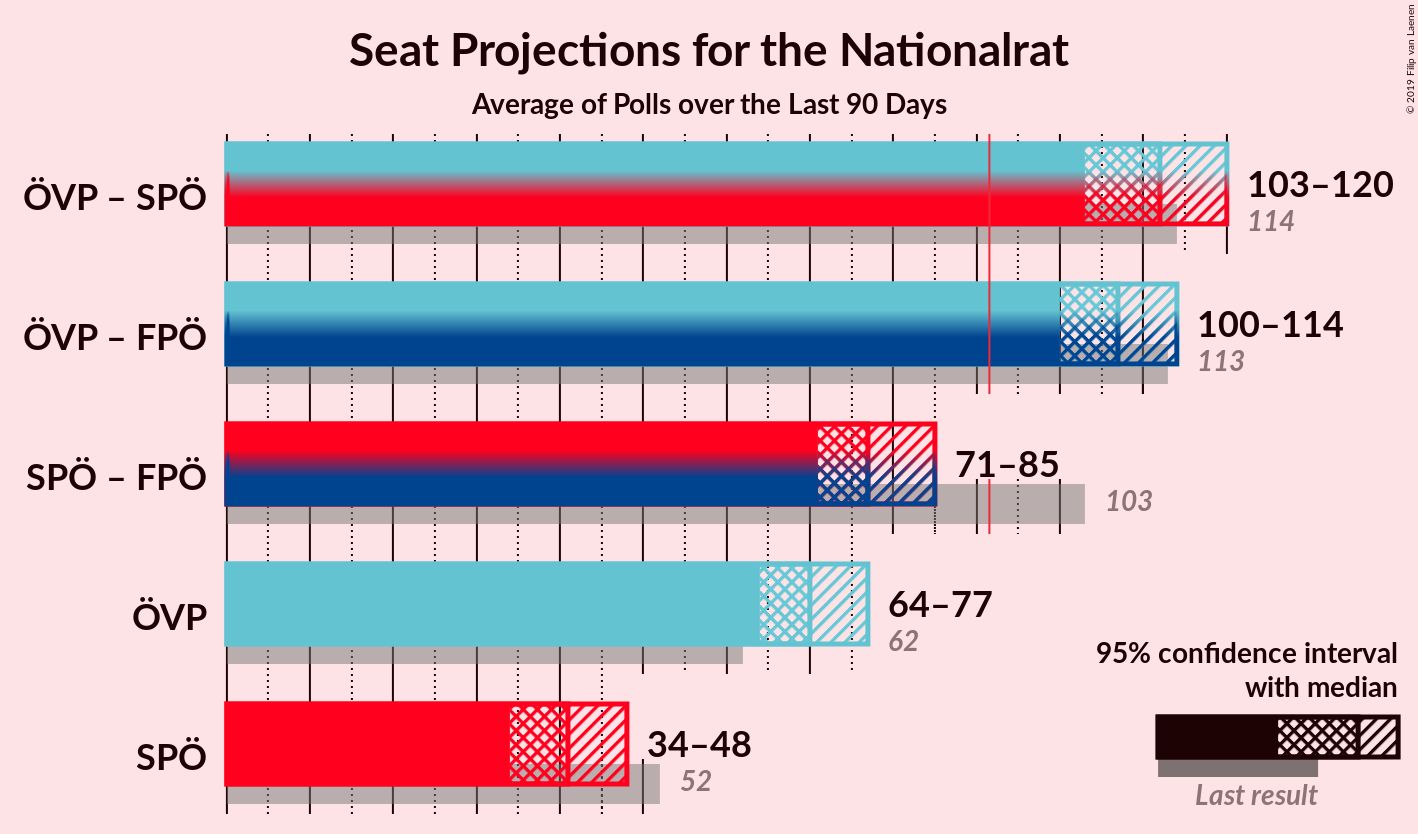 Seat Projections for the Nationalrat
Average of Polls over the Last 90 Days
© 2019 Filip van Laenen
ÖVP – SPÖ
103–120
114
ÖVP – FPÖ
100–114
113
SPÖ – FPÖ
71–85
103
ÖVP
64–77
62
SPÖ
34–48
52
95% confidence interval
with median
Last result